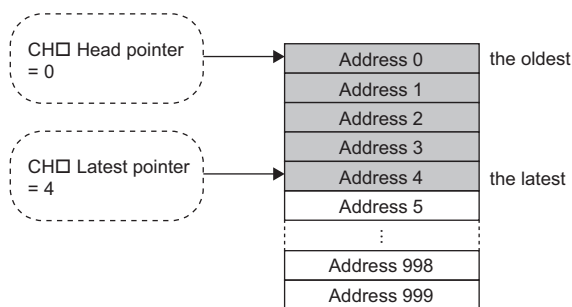 CH□ Head pointer
= 0
Address 0
the oldest
Address 1
Address 2
Address 3
CH□ Latest pointer
= 4
Address 4
the latest
Address 5
⋮
Address 998
Address 999